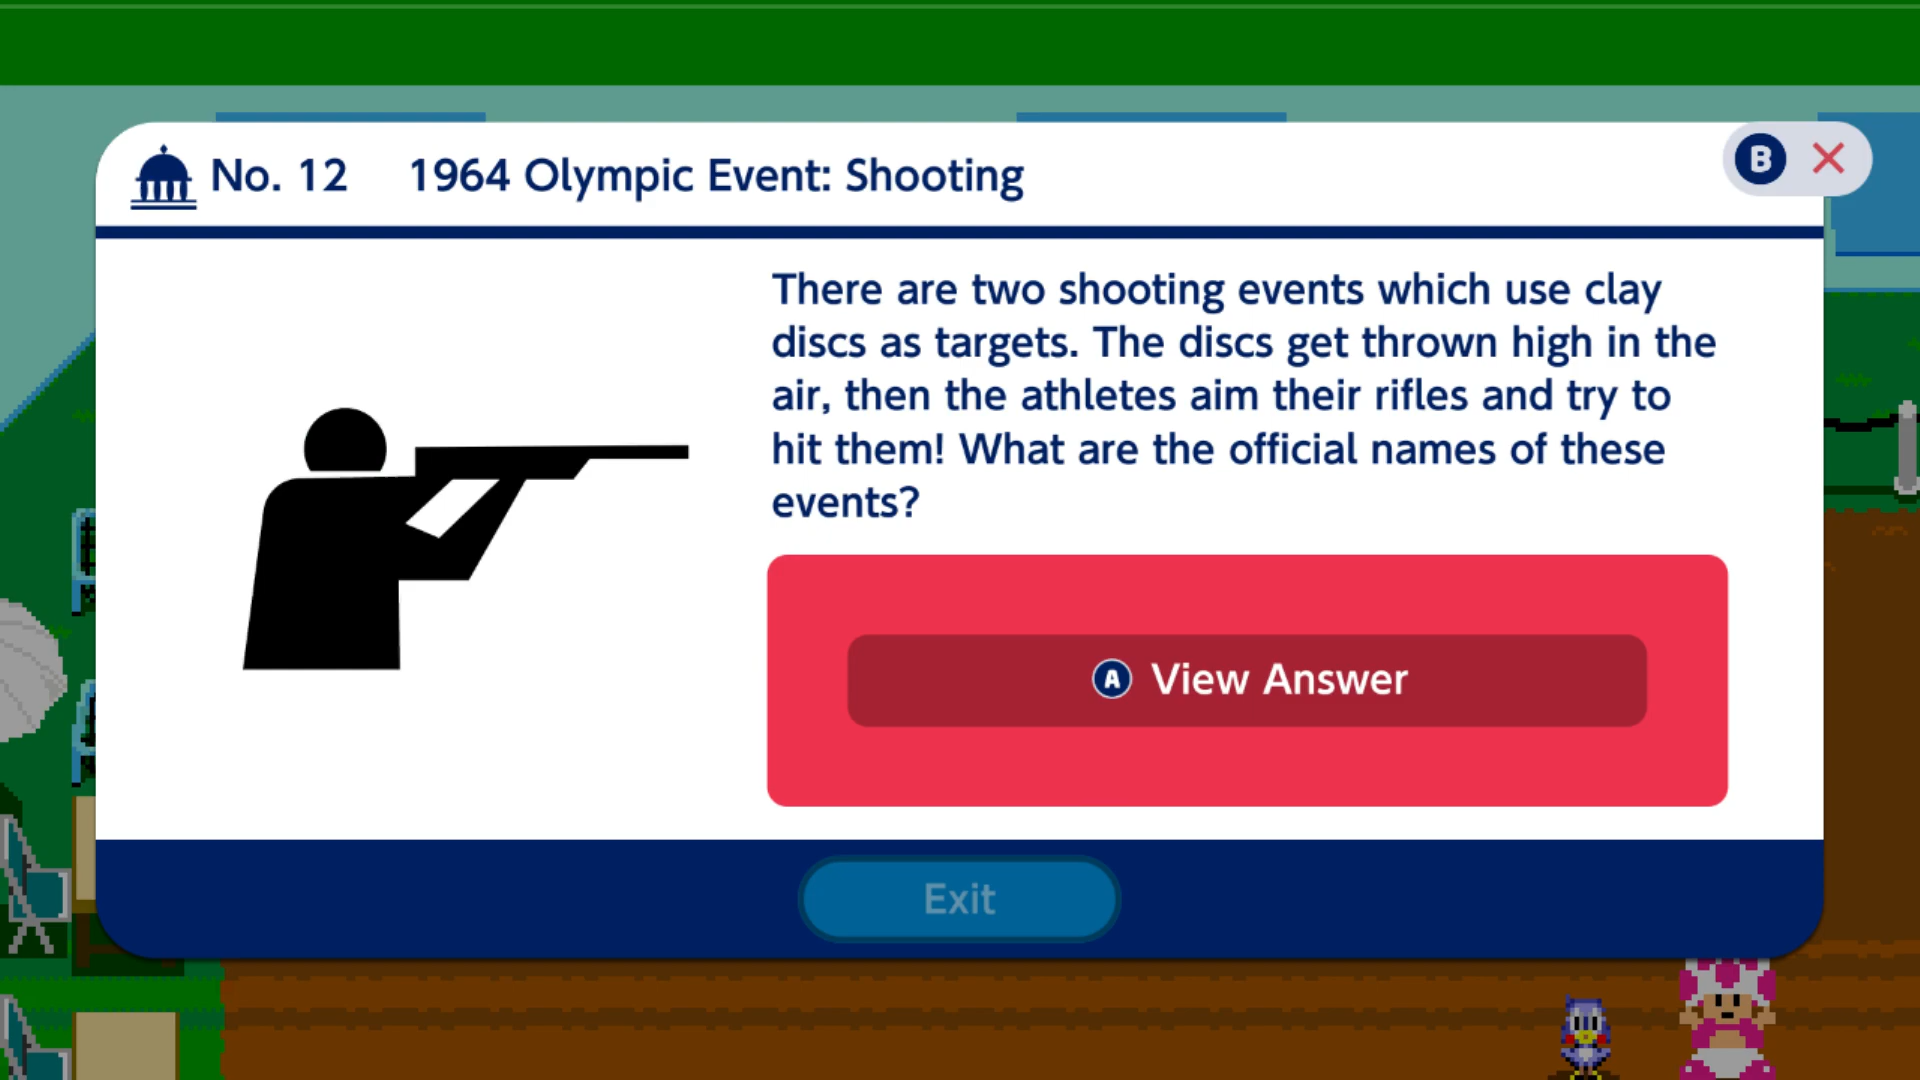 No. 12 1964 Olympic Event: Shooting
B
There are two shooting events which use clay
discs as targets. The discs get thrown high in the
air, then the athletes aim their rifles and try to
hit them! What are the official names of these
events?
A View Answer
Exit